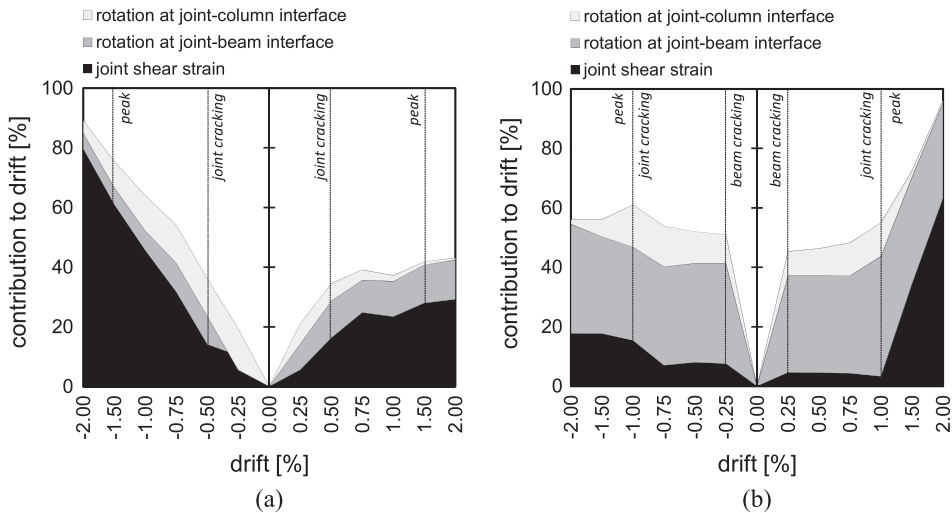 rotation at joint-column interface
rotation at joint-beam interface
joint shear strain
100
80
60
40
20
0
contribution to drift [%]
peak
joint cracking
joint cracking
peak
-2.00
-1.50
-1.00
-0.75
-0.50
-0.25
0.00
0.25
0.50
0.75
1.00
1.50
2.00
drift [%]
(a)
rotation at joint-column interface
rotation at joint-beam interface
joint shear strain
100
80
60
40
20
0
contribution to drift [%]
peak
joint cracking
beam cracking
beam cracking
joint cracking
peak
-2.00
-1.50
-1.00
-0.75
-0.50
-0.25
0.00
0.25
0.50
0.75
1.00
1.50
2.00
drift [%]
(b)